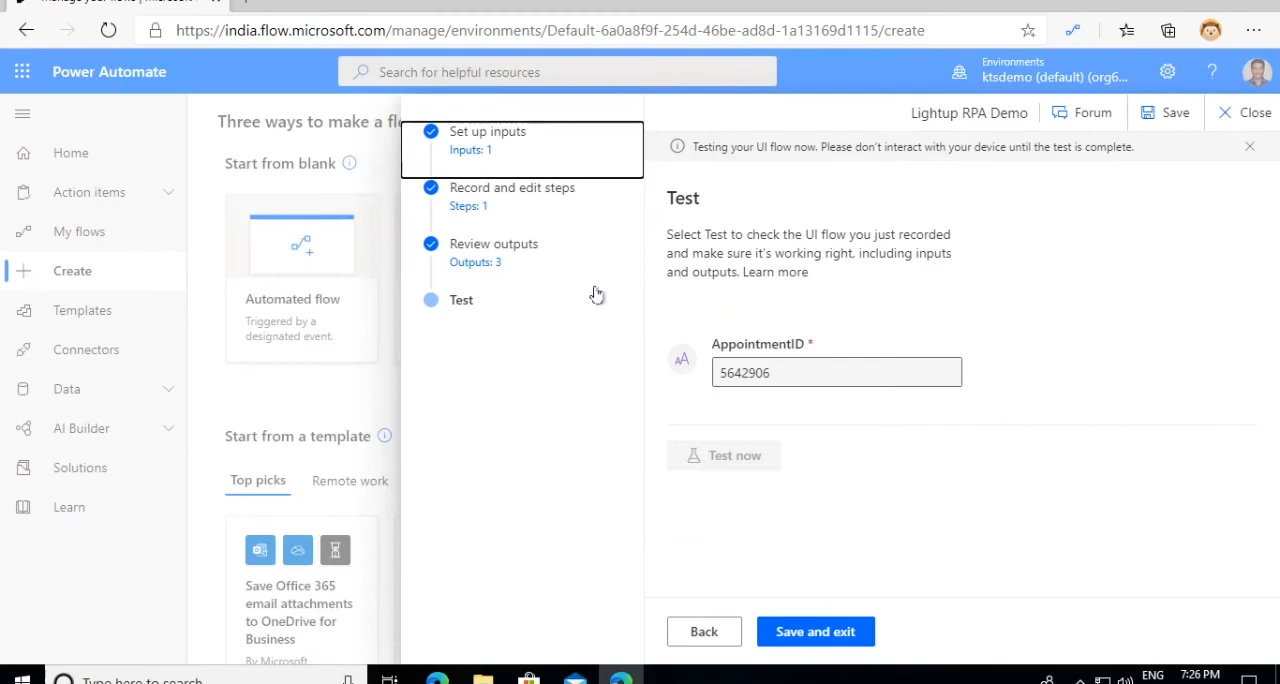 https://india.flow.microsoft.com/manage/environments/Default-6a0a8f9f-254d-46be-ad8d-1a13169d1115/create
Power Automate
Search for helpful resources
Environments
ktsdemo (default) (org6...
?
Home
Action items
My flows
Create
Templates
Connectors
Data
AI Builder
Solutions
Learn
Three ways to make a fl
Start from blank
Automated flow
Triggered by a
designated event.
Start from a template
Top picks
Remote work
Save Office 365
email attachments
to OneDrive for
Business
By Microsoft
Set up inputs
Inputs: 1
Record and edit steps
Steps: 1
Review outputs
Outputs: 3
Test
Lightup RPA Demo
Forum
Save
Close
Testing your UI flow now. Please don't interact with your device until the test is complete.
Test
Select Test to check the UI flow you just recorded
and make sure it's working right, including inputs
and outputs. Learn more
AppointmentID *
5642906
Test now
Back
Save and exit
Type here to search
ENG
7:26 PM